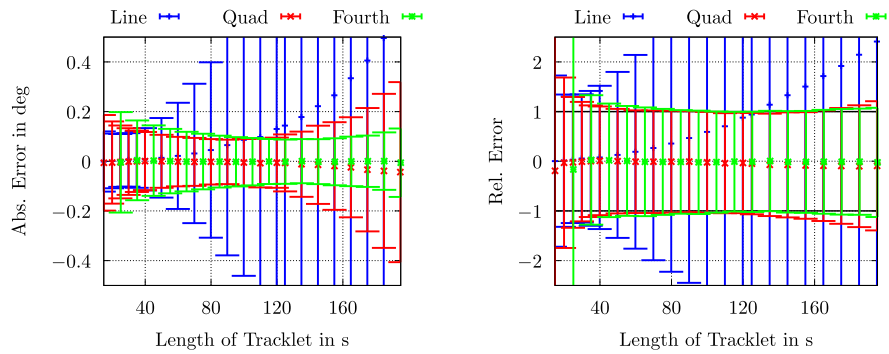 Line Quad Fourth
0.4
0.2
0
−0.2
−0.4
Abs. Error in deg
40 80 120 160
Length of Tracklet in s
Line Quad Fourth
2
1
0
−1
−2
Rel. Error
40 80 120 160
Length of Tracklet in s